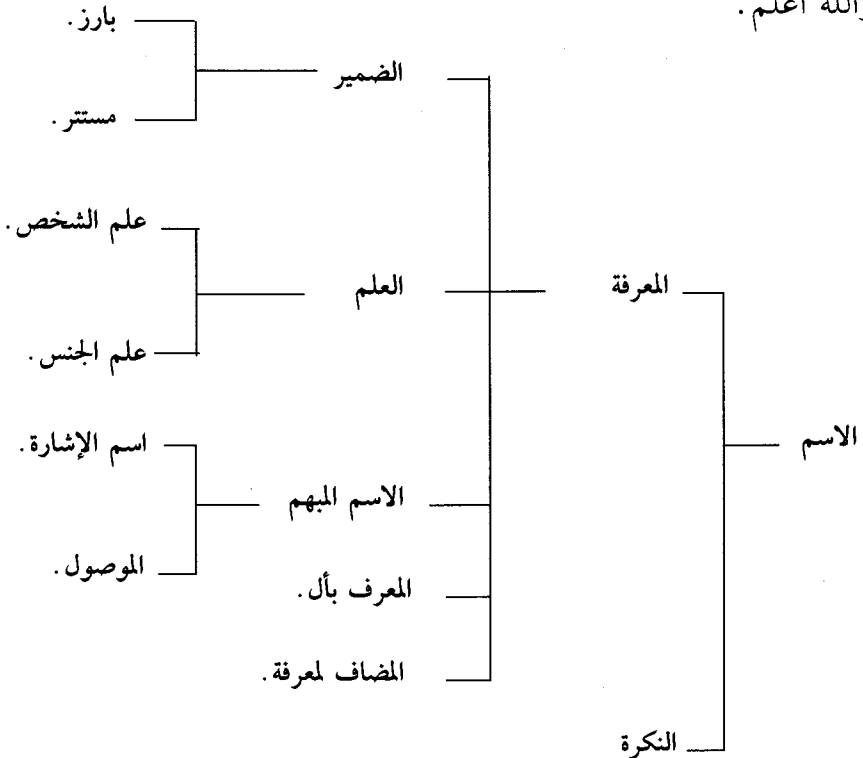 والله أعلم.
الاسم
المعرفة
الضمير
بارز.
مستتر.
العلم
علم الشخص.
علم الجنس.
الاسم المبهم
اسم الإشارة.
الموصول.
المعرف بأل.
المضاف لمعرفة.
النكرة